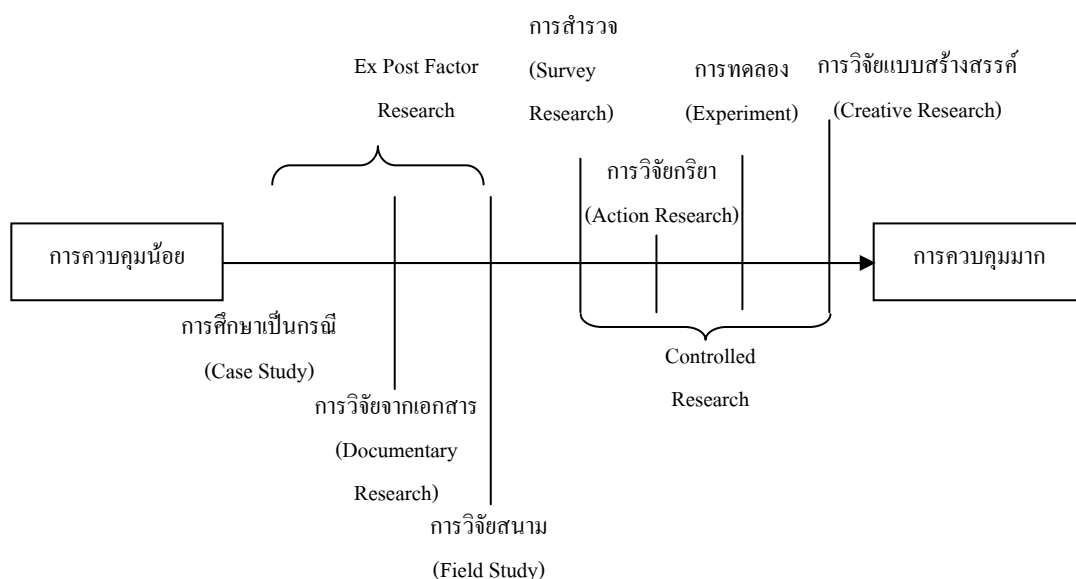 การสำรวจ
(Survey
Research)
Ex Post Factor
Research
การทดลอง
(Experiment)
การวิจัยแบบสร้างสรรค์
(Creative Research)
การวิจัยกริยา
(Action Research)
การควบคุมน้อย
การควบคุมมาก
การศึกษาเป็นกรณี
(Case Study)
การวิจัยจากเอกสาร
(Documentary
Research)
การวิจัยสนาม
(Field Study)
Controlled
Research